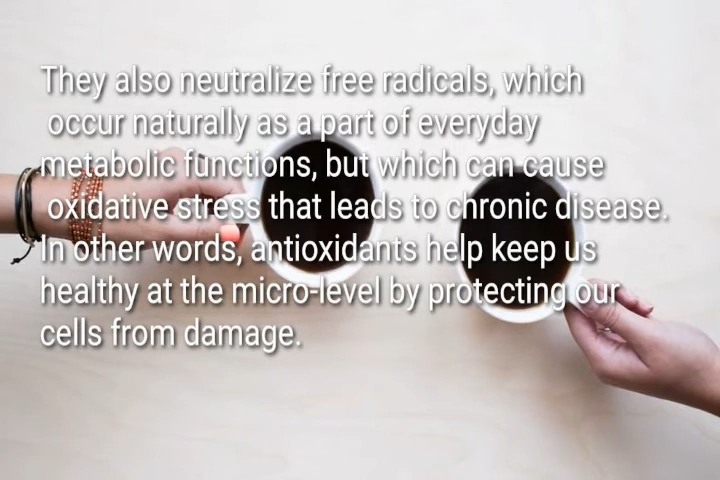 They also neutralize free radicals, which
occur naturally as a part of everyday
metabolic functions, but which can cause
oxidative stress that leads to chronic disease.
In other words, antioxidants help keep us
healthy at the micro-level by protecting our
cells from damage.